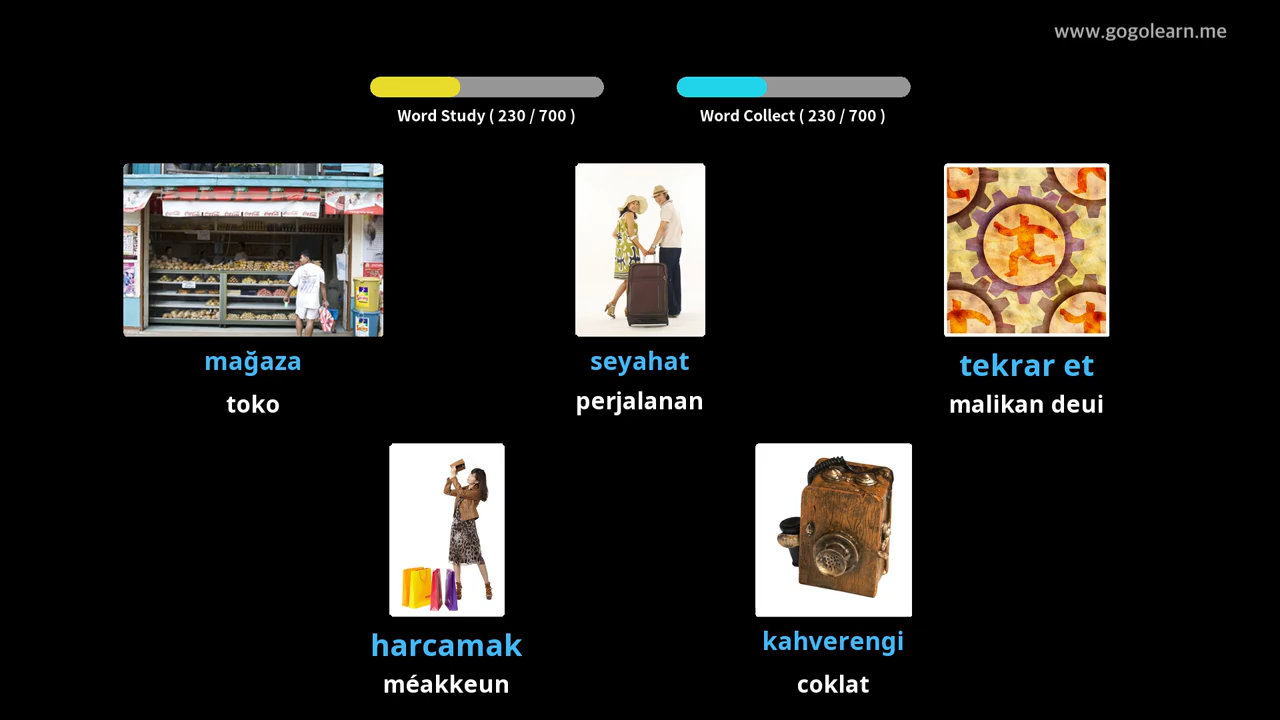 www.gogolearn.me
Word Study ( 230 / 700 )
Word Collect ( 230 / 700 )
mağaza
toko
seyahat
perjalanan
tekrar et
malikan deui
harcamak
méakkeun
kahverengi
coklat